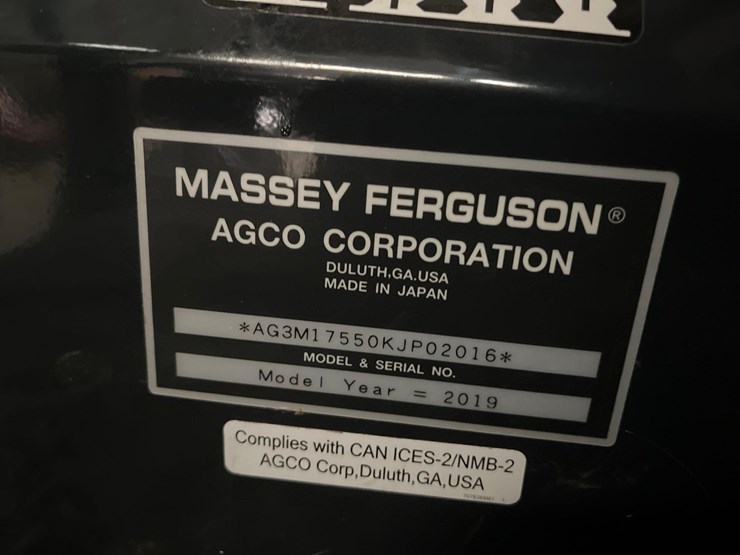 MASSEY FERGUSON®
AGCO CORPORATION
DULUTH,GA.USA
MADE IN JAPAN
*AG3M17550KJP02016*
MODEL & SERIAL NO.
Model Year = 2019
Complies with CAN ICES-2/NMB-2
AGCO Corp,Duluth,GA,USA